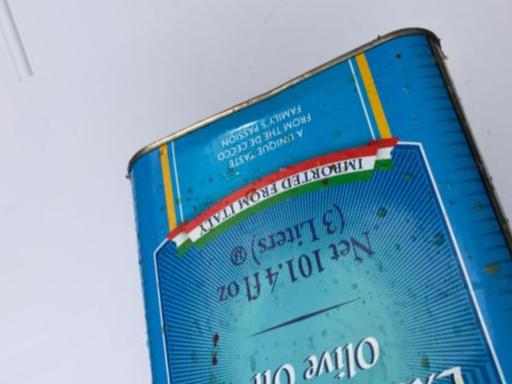 Olive Oil
Net 101.4 fl oz
(3 Liters) U
IMPORTED FROM ITALY
A UNIQUE TASTE
FROM THE DE CECCO
FAMILY'S PASSION